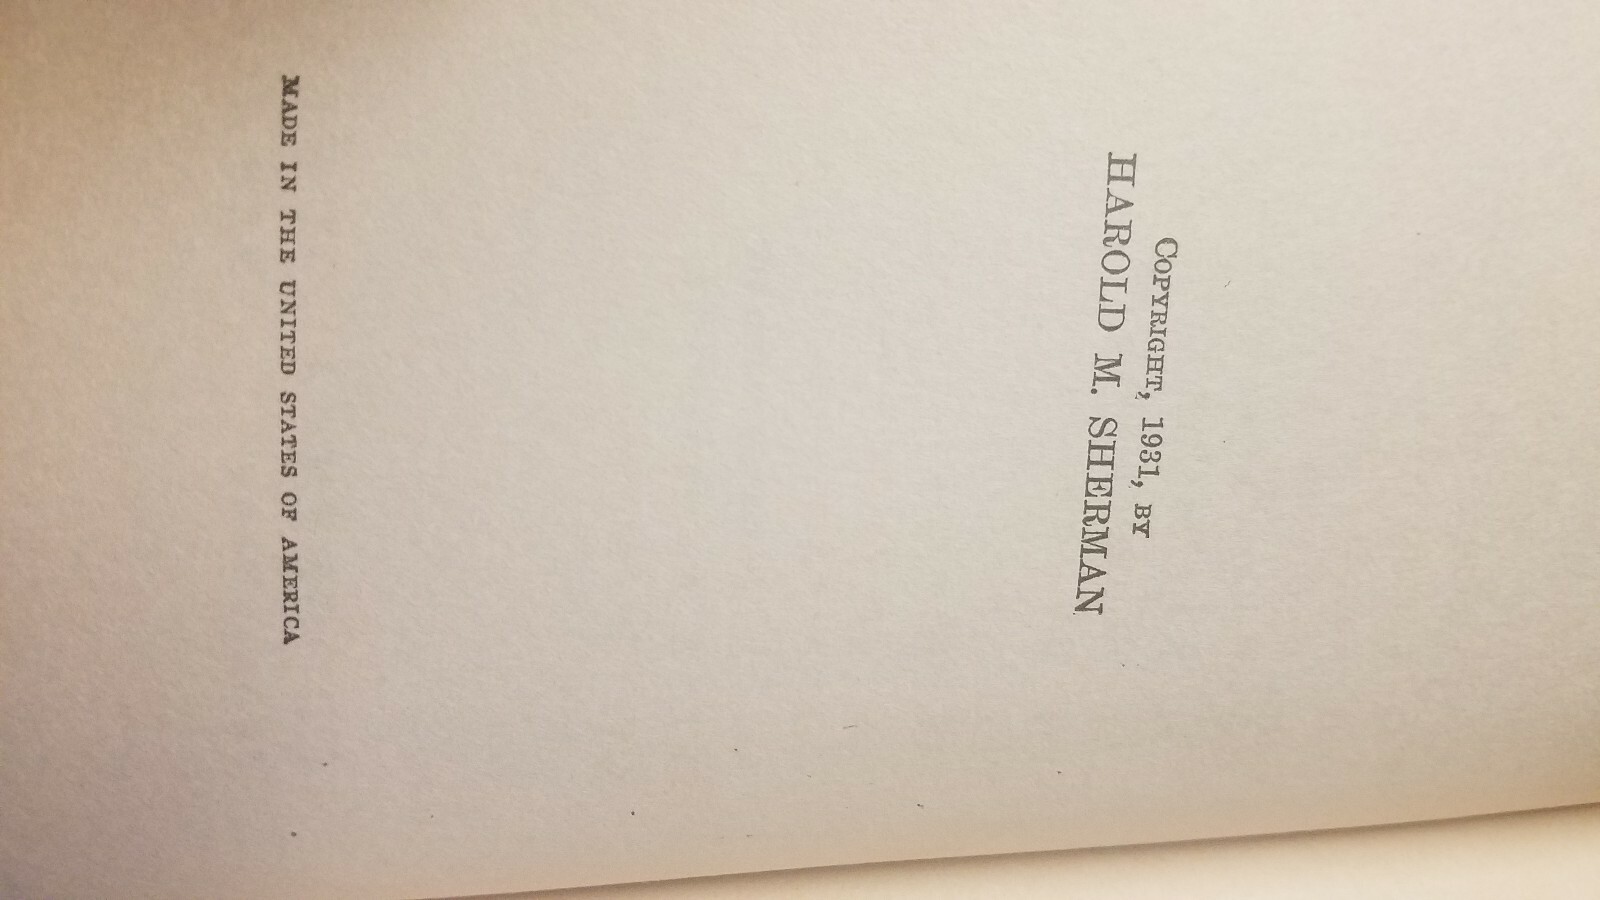 Copyright, 1931, by
HAROLD M. SHERMAN
MADE IN THE UNITED STATES OF AMERICA